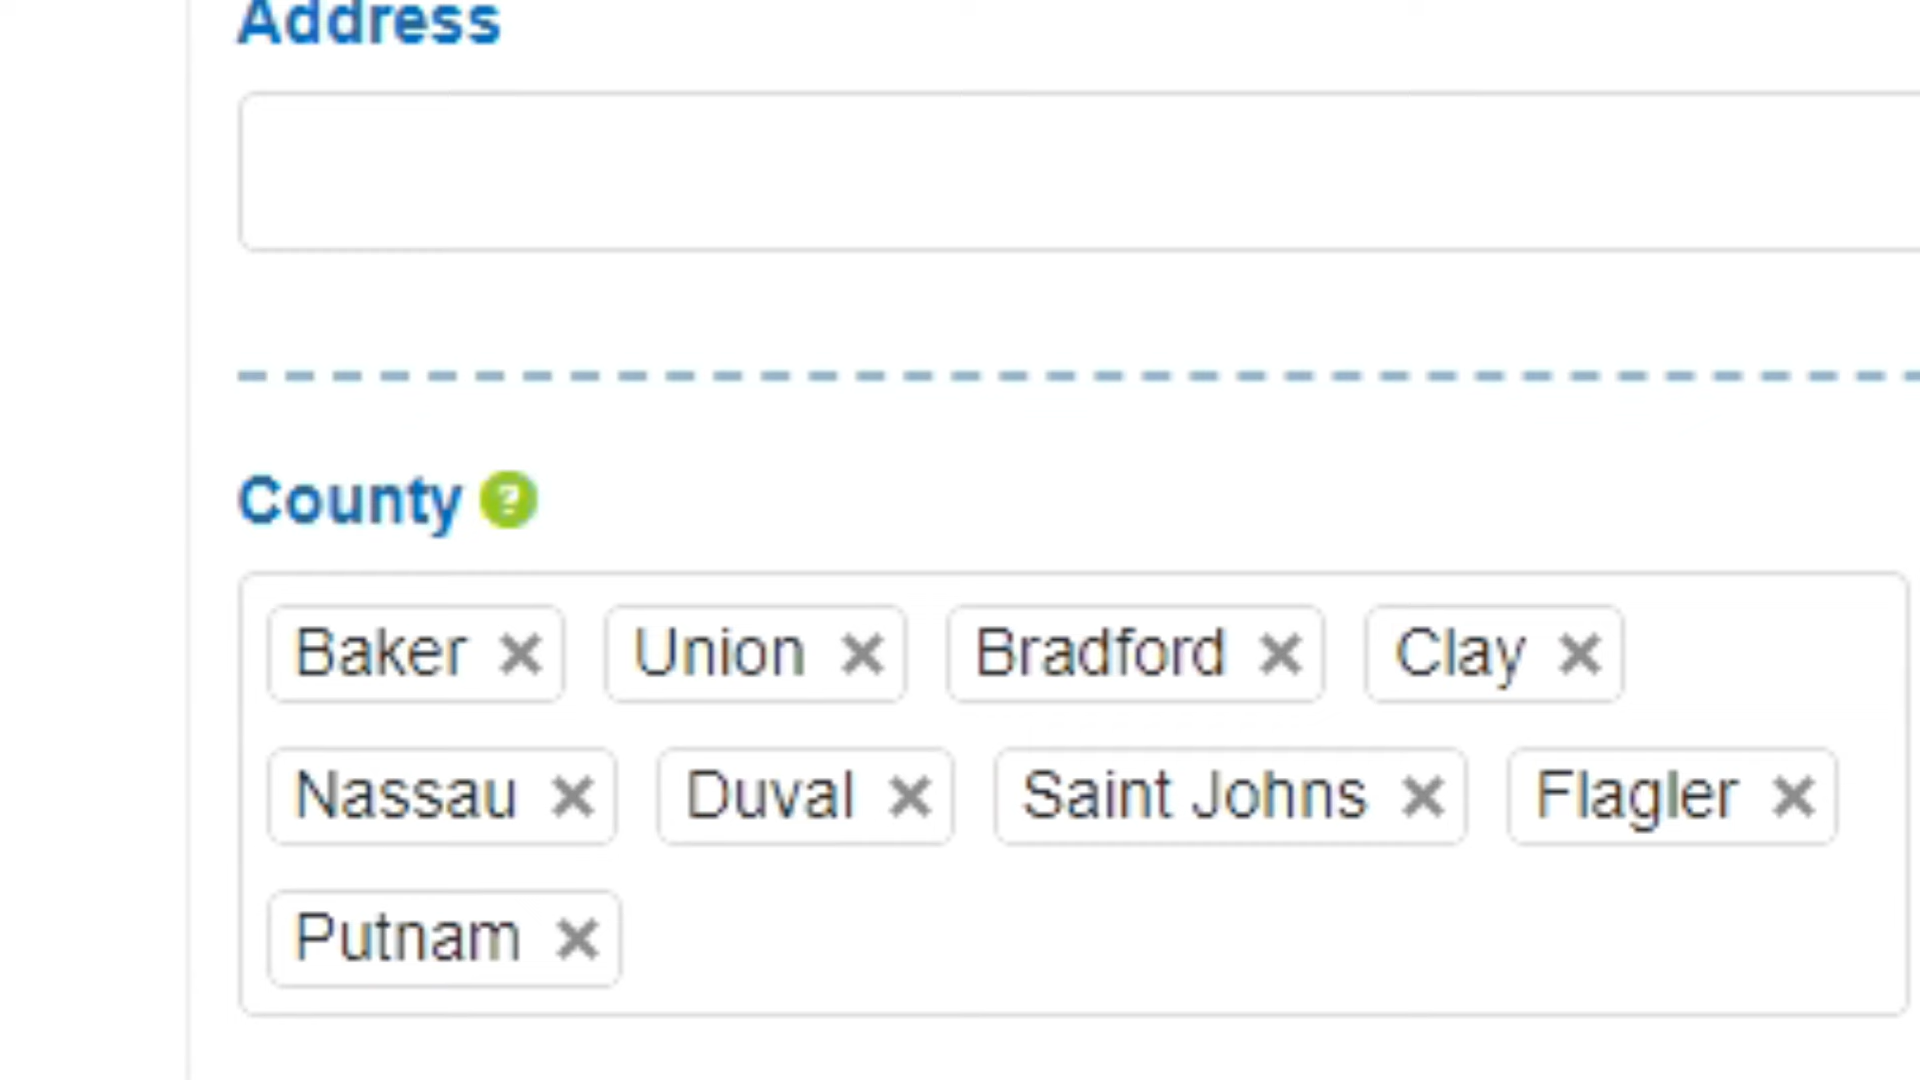 Address
County ?
Baker × Union × Bradford × Clay ×
Nassau × Duval × Saint Johns × Flagler ×
Putnam ×